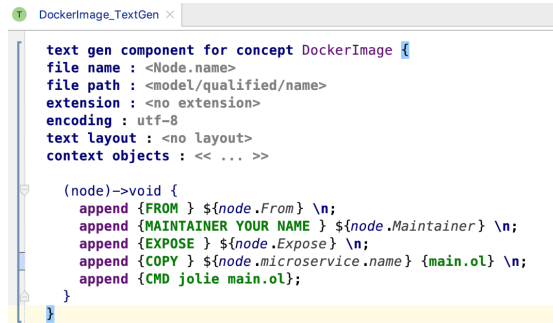 DockerImage_TextGen
text gen component for concept DockerImage {
file name : <Node.name>
file path : <model/qualified/name>
extension : <no extension>
encoding : utf-8
text layout : <no layout>
context objects : << ... >>
(node)->void {
append {FROM } ${node.From} \n;
append {MAINTAINER YOUR NAME } ${node.Maintainer} \n;
append {EXPOSE } ${node.Expose} \n;
append {COPY } ${node.microservice.name} {main.ol} \n;
append {CMD jolie main.ol};
}
}